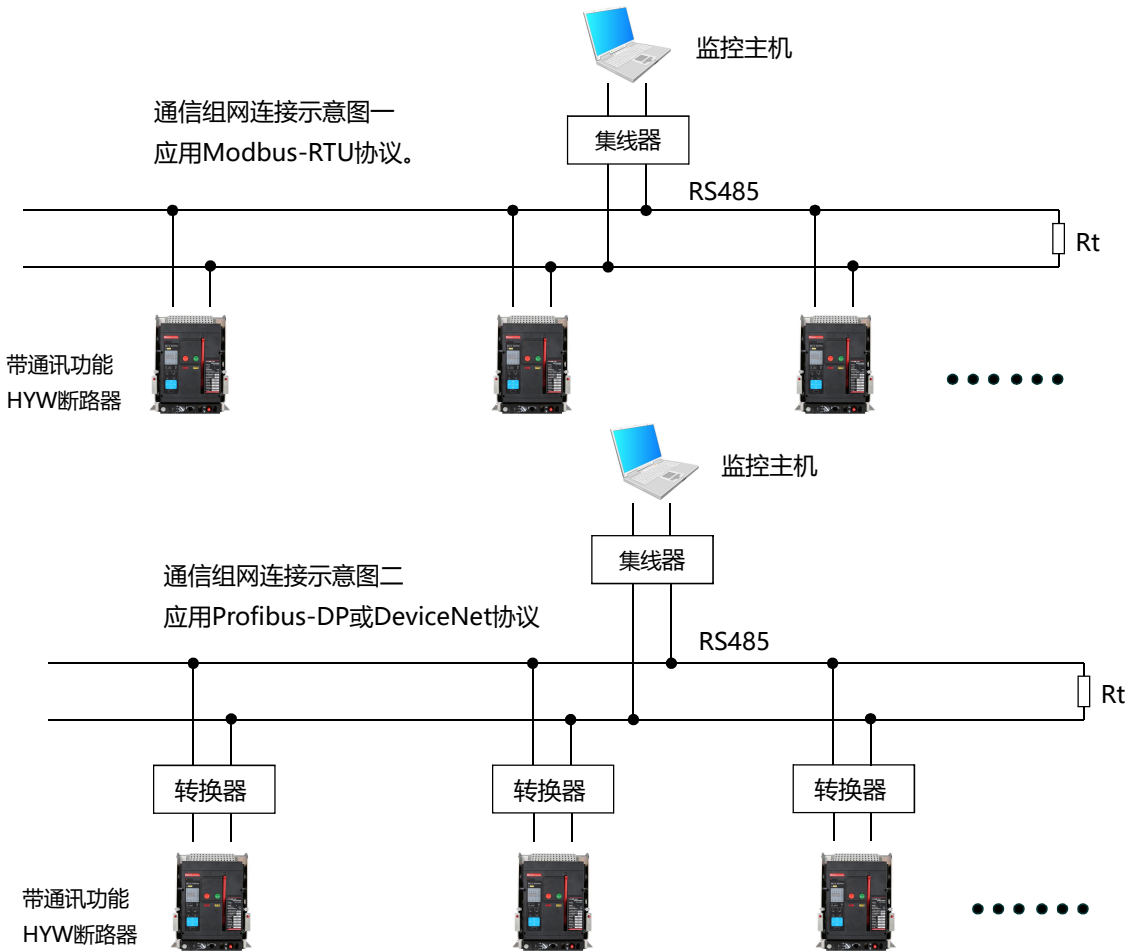 监控主机
通信组网连接示意图一
应用Modbus-RTU协议。
集线器
RS485
Rt
带通讯功能
HYW断路器
监控主机
集线器
通信组网连接示意图二
应用Profibus-DP或DeviceNet协议
RS485
Rt
转换器
转换器
转换器
带通讯功能
HYW断路器